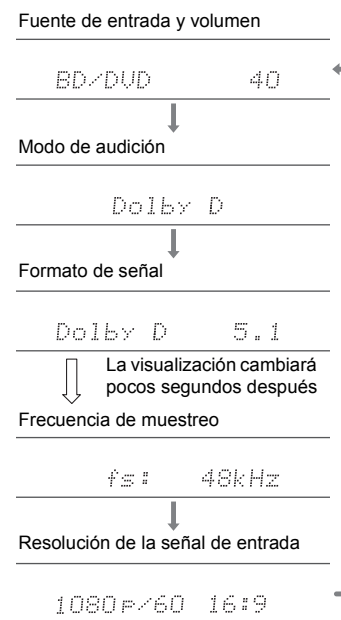 Fuente de entrada y volumen
BD/DVD 40
Modo de audición
Dolby D
Formato de señal
Dolby D 5.1
La visualización cambiará
pocos segundos después
Frecuencia de muestreo
fs: 48kHz
Resolución de la señal de entrada
1080p/60 16:9